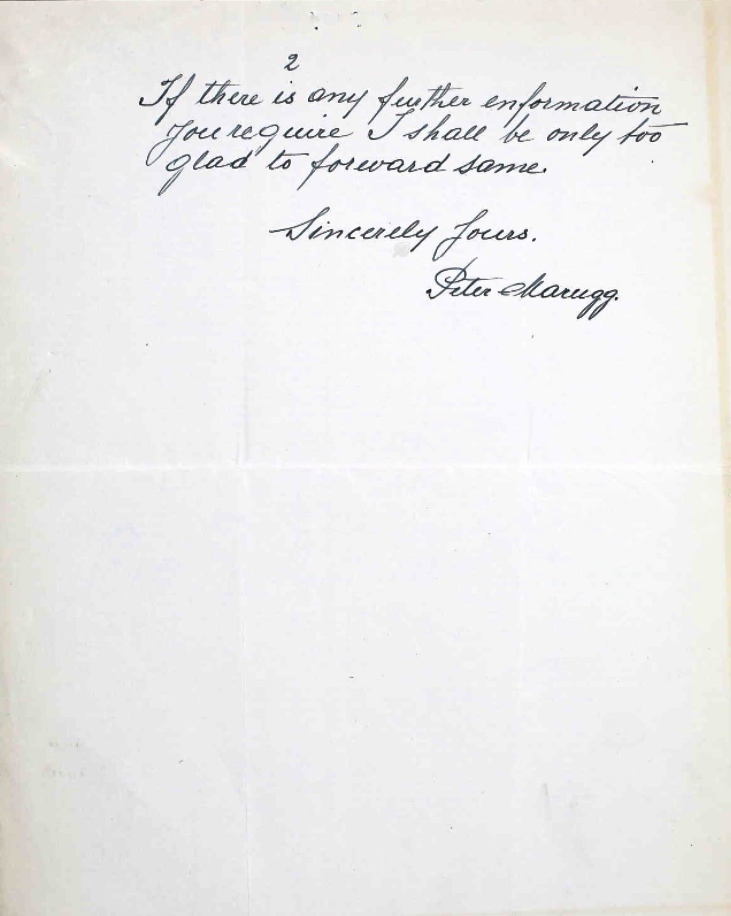 2
If there is any further enformation
you require I shall be only too
glad to forward same.
Sincerely Yours.
Peter Marugg.